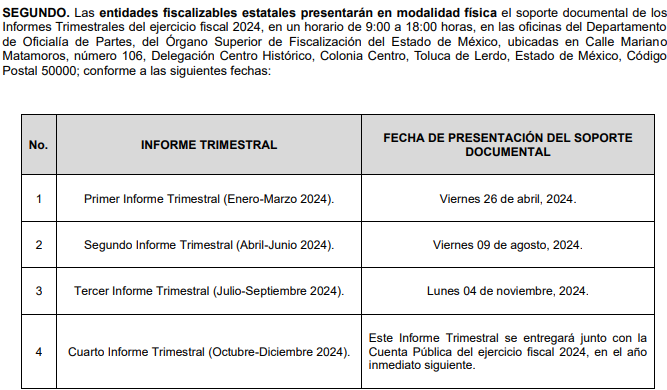 SEGUNDO. Las entidades fiscalizables estatales presentarán en modalidad física el soporte documental de los
Informes Trimestrales del ejercicio fiscal 2024, en un horario de 9:00 a 18:00 horas, en las oficinas del Departamento
de Oficialía de Partes, del Órgano Superior de Fiscalización del Estado de México, ubicadas en Calle Mariano
Matamoros, número 106, Delegación Centro Histórico, Colonia Centro, Toluca de Lerdo, Estado de México, Código
Postal 50000; conforme a las siguientes fechas:
No.
INFORME TRIMESTRAL
FECHA DE PRESENTACIÓN DEL SOPORTE
DOCUMENTAL
1
Primer Informe Trimestral (Enero-Marzo 2024).
Viernes 26 de abril, 2024.
2
Segundo Informe Trimestral (Abril-Junio 2024).
Viernes 09 de agosto, 2024.
3
Tercer Informe Trimestral (Julio-Septiembre 2024).
Lunes 04 de noviembre, 2024.
4
Cuarto Informe Trimestral (Octubre-Diciembre 2024).
Este Informe Trimestral se entregará junto con la
Cuenta Pública del ejercicio fiscal 2024, en el año
inmediato siguiente.